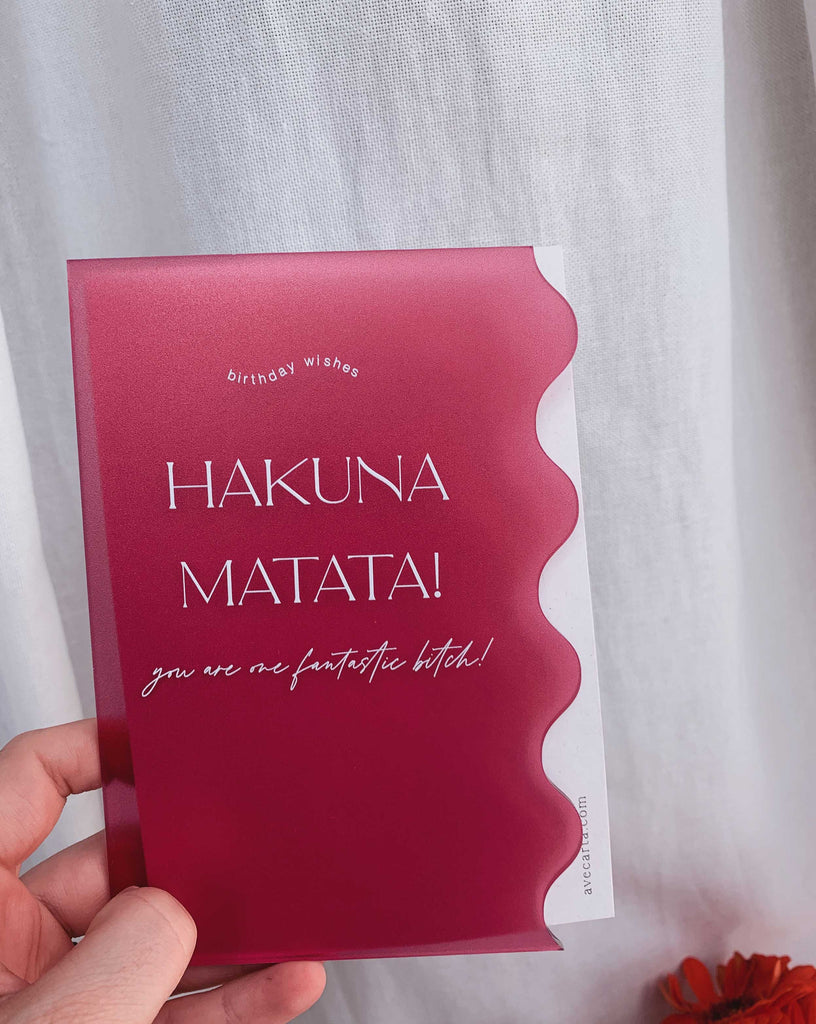 birthday wishes
HAKUNA
MATATA!
you are one fantastic bitch!
avecarta.com